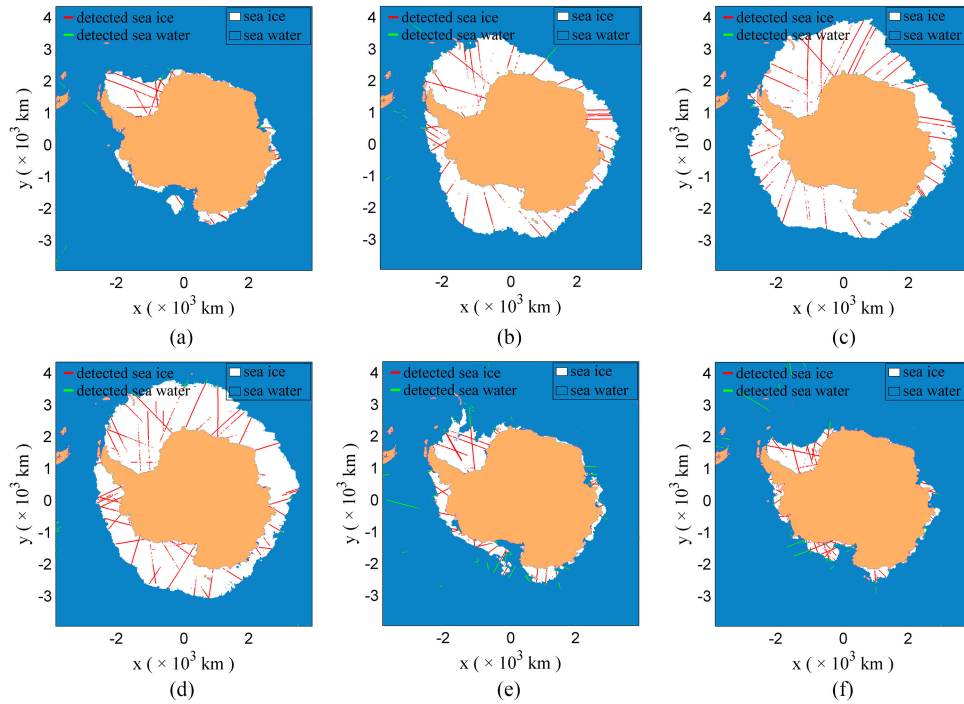 detected sea ice
detected sea water
sea ice
sea water
4
3
2
1
0
-1
-2
-3
y ( × 10³ km )
-2
0
2
x ( × 10³ km )
(a)
detected sea ice
detected sea water
sea ice
sea water
4
3
2
1
0
-1
-2
-3
y ( × 10³ km )
-2
0
2
x ( × 10³ km )
(b)
detected sea ice
detected sea water
sea ice
sea water
4
3
2
1
0
-1
-2
-3
y ( × 10³ km )
-2
0
2
x ( × 10³ km )
(c)
detected sea ice
detected sea water
sea ice
sea water
4
3
2
1
0
-1
-2
-3
y ( × 10³ km )
-2
0
2
x ( × 10³ km )
(d)
detected sea ice
detected sea water
sea ice
sea water
4
3
2
1
0
-1
-2
-3
y ( × 10³ km )
-2
0
2
x ( × 10³ km )
(e)
detected sea ice
detected sea water
sea ice
sea water
4
3
2
1
0
-1
-2
-3
y ( × 10³ km )
-2
0
2
x ( × 10³ km )
(f)